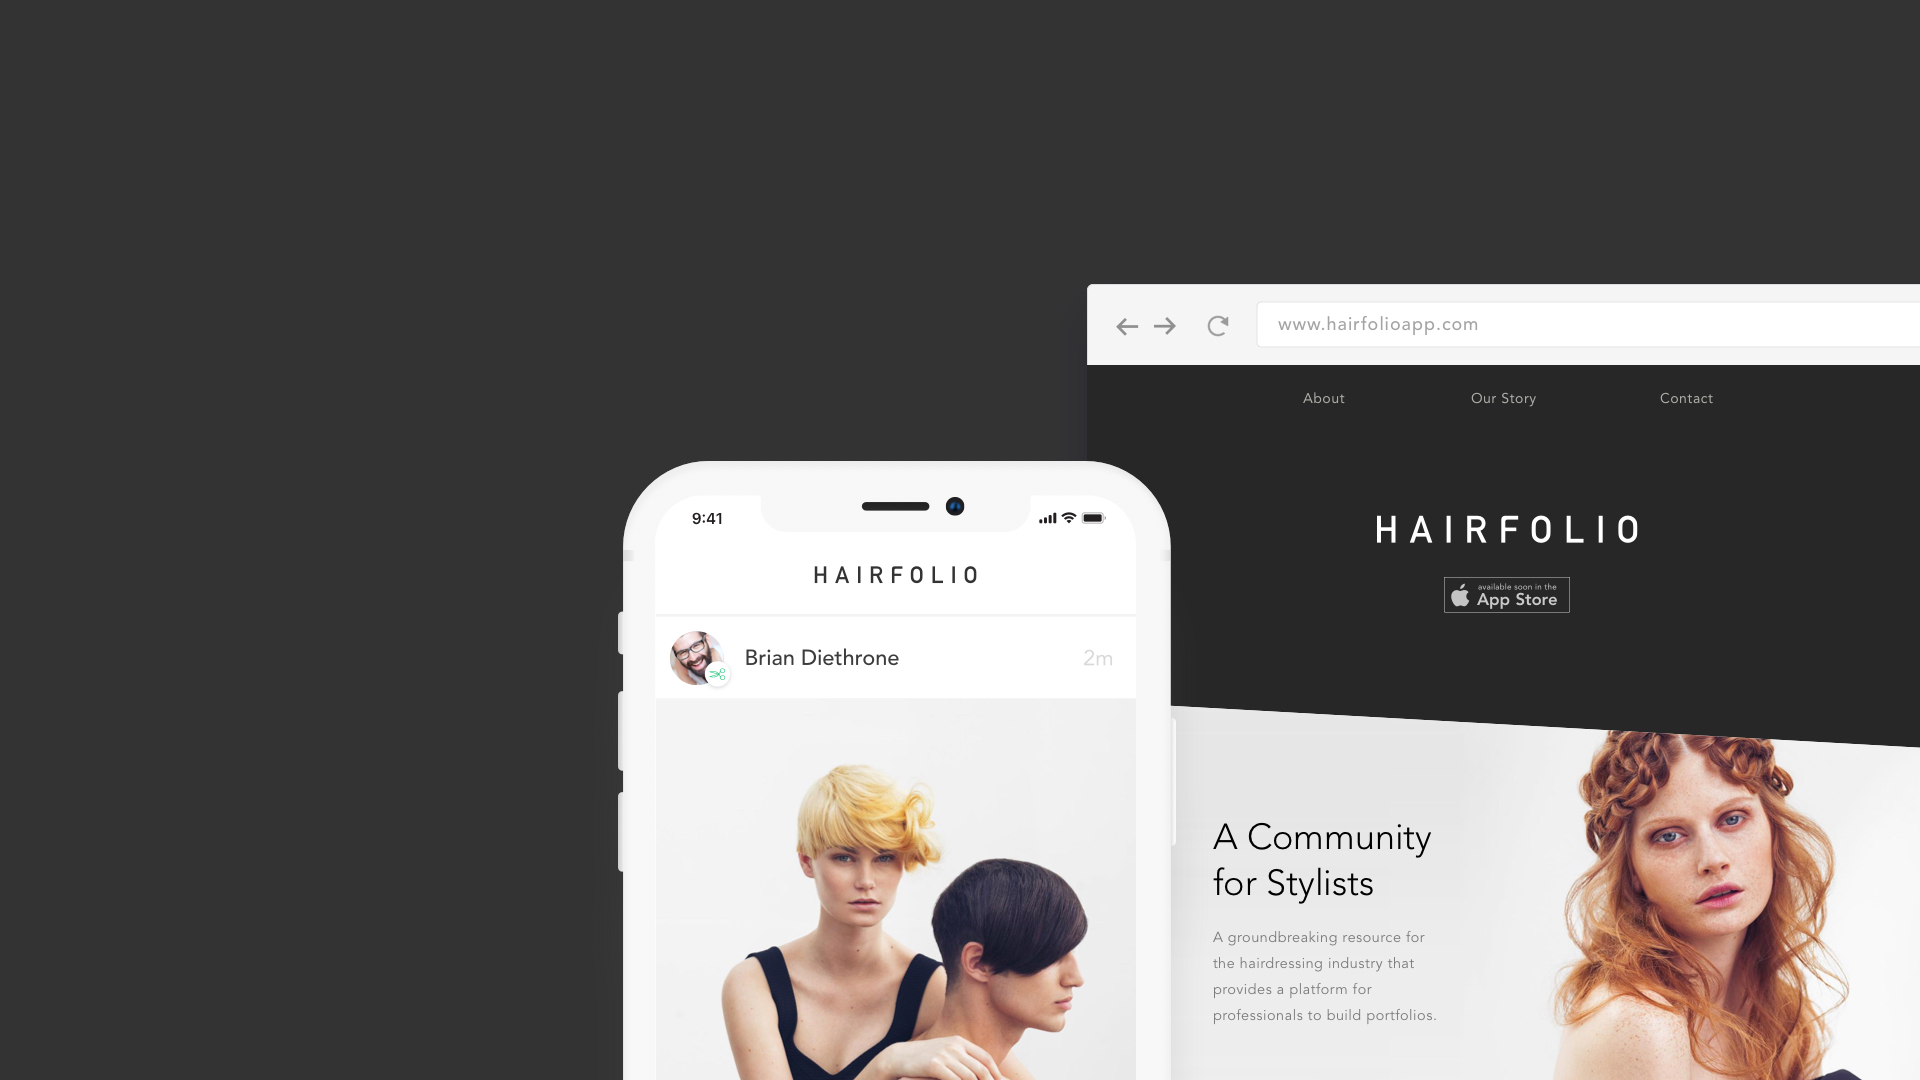 www.hairfolioapp.com
About
Our Story
Contact
HAIRFOLIO
available soon in the
App Store
9:41
HAIRFOLIO
Brian Diethrone
2m
A Community
for Stylists
A groundbreaking resource for
the hairdressing industry that
provides a platform for
professionals to build portfolios.